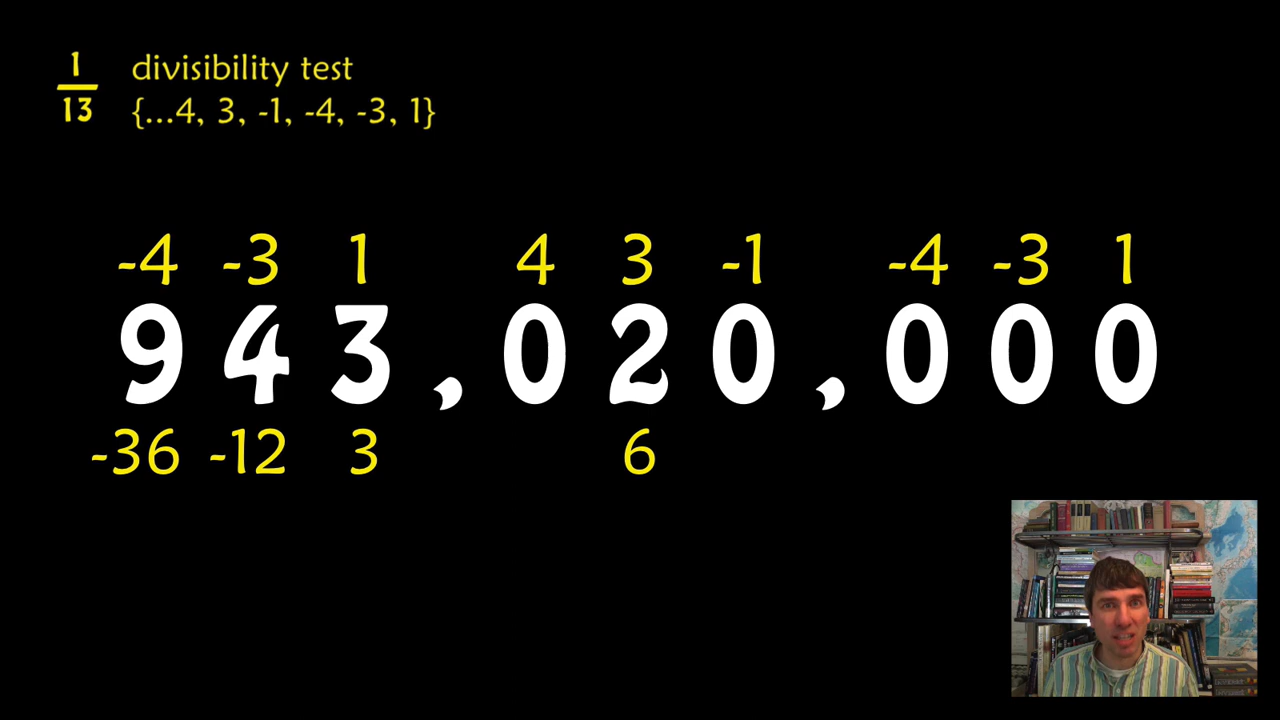 1
13
divisibility test
{...4, 3, -1, -4, -3, 1}
-4 -3 1 4 3 -1 -4 -3 1
943,020,000
-36 -12 3 6